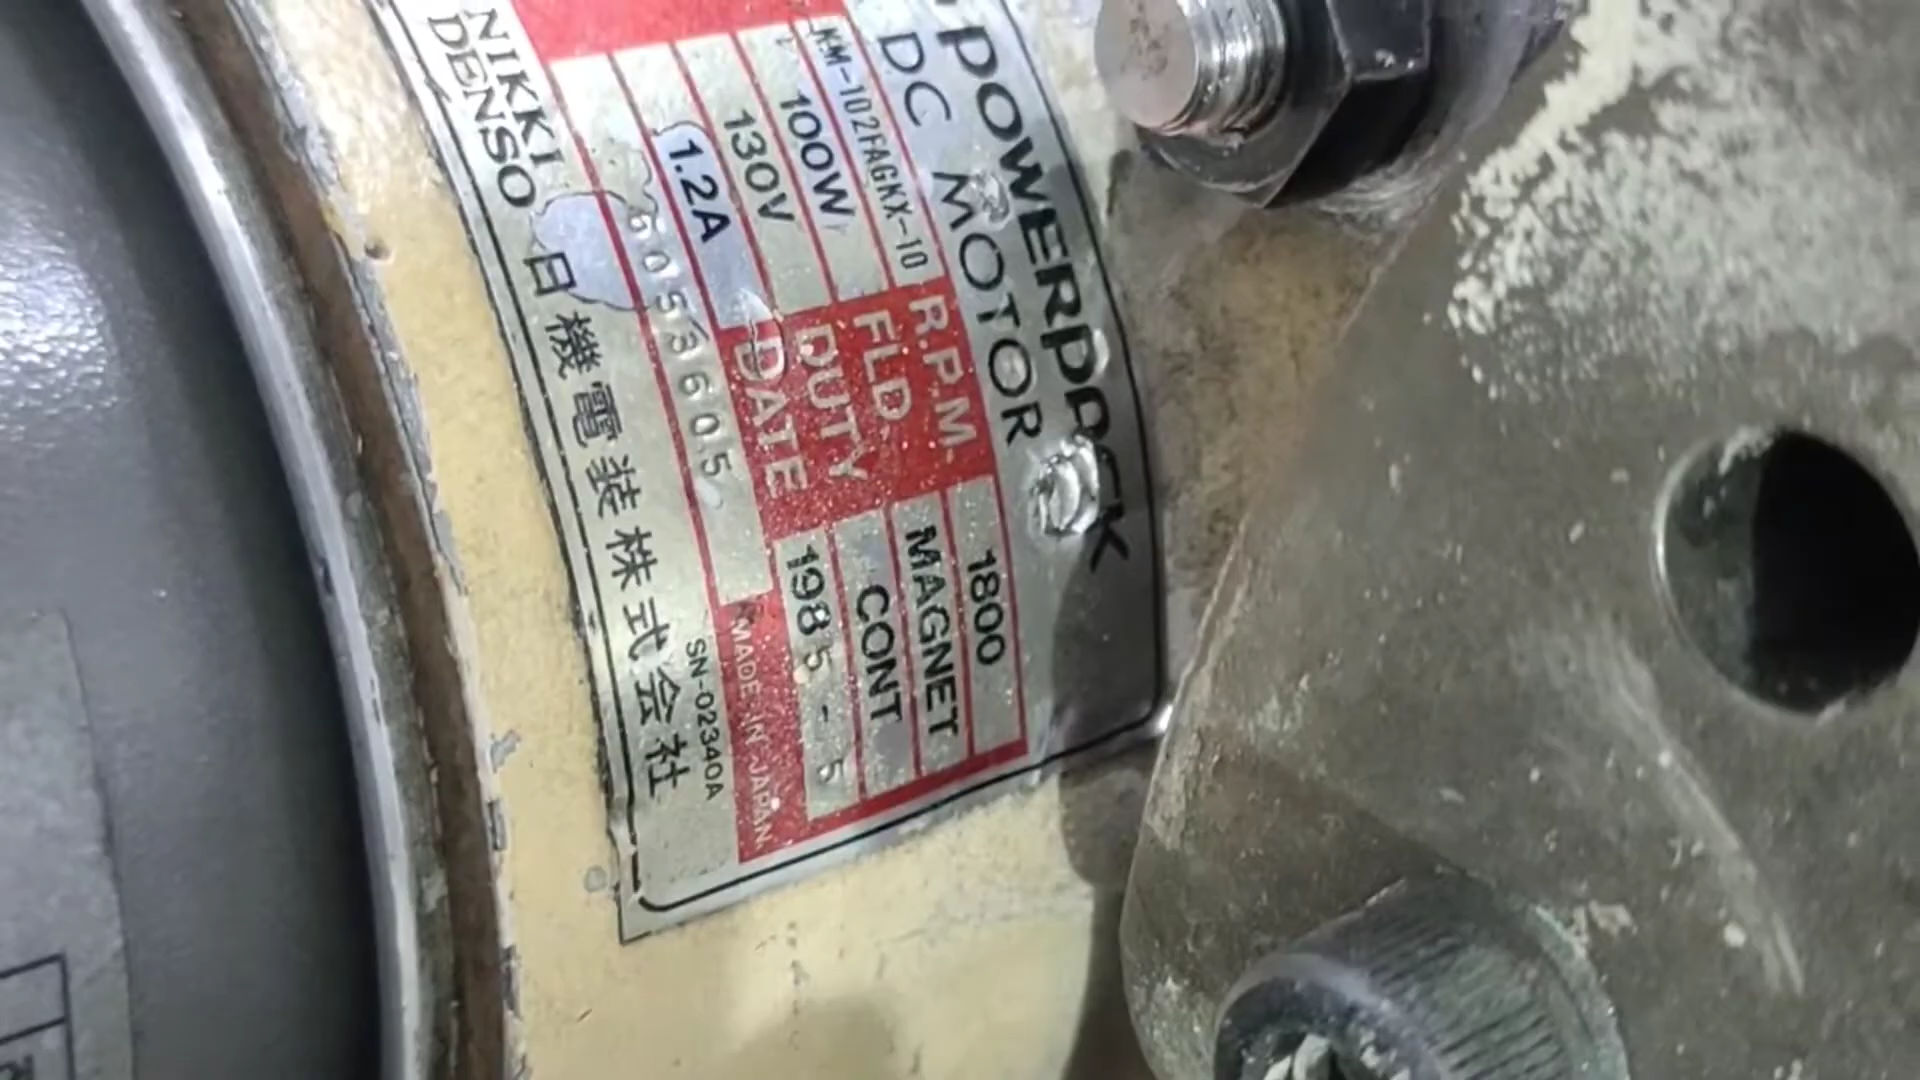 POWERPACK
DC MOTOR
KM-102FAGKX-10 R.P.M. 1800
100W FLD. MAGNET
130V DUTY CONT
1.2A DATE 1985-5
60533605
MADE IN JAPAN
SN-02340A
NIKKI DENSO 日機電装株式会社